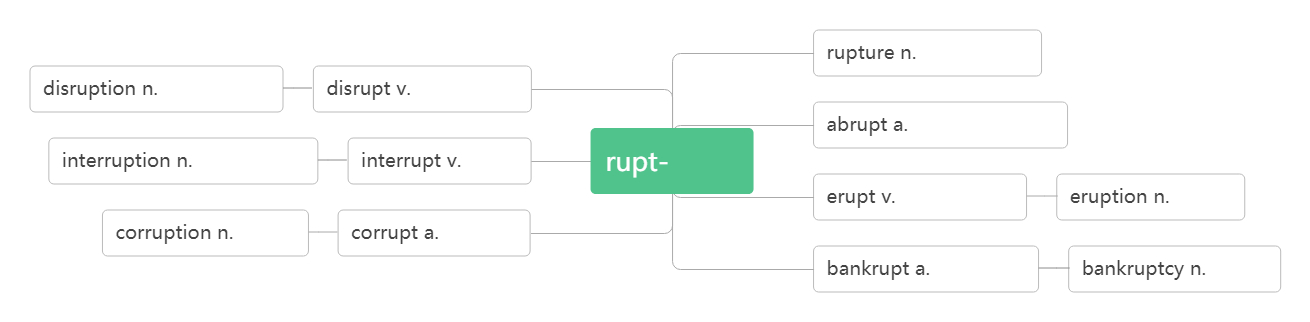 rupt-
rupture n.
abrupt a.
erupt v.
eruption n.
bankrupt a.
bankruptcy n.
disrupt v.
disruption n.
interrupt v.
interruption n.
corrupt a.
corruption n.